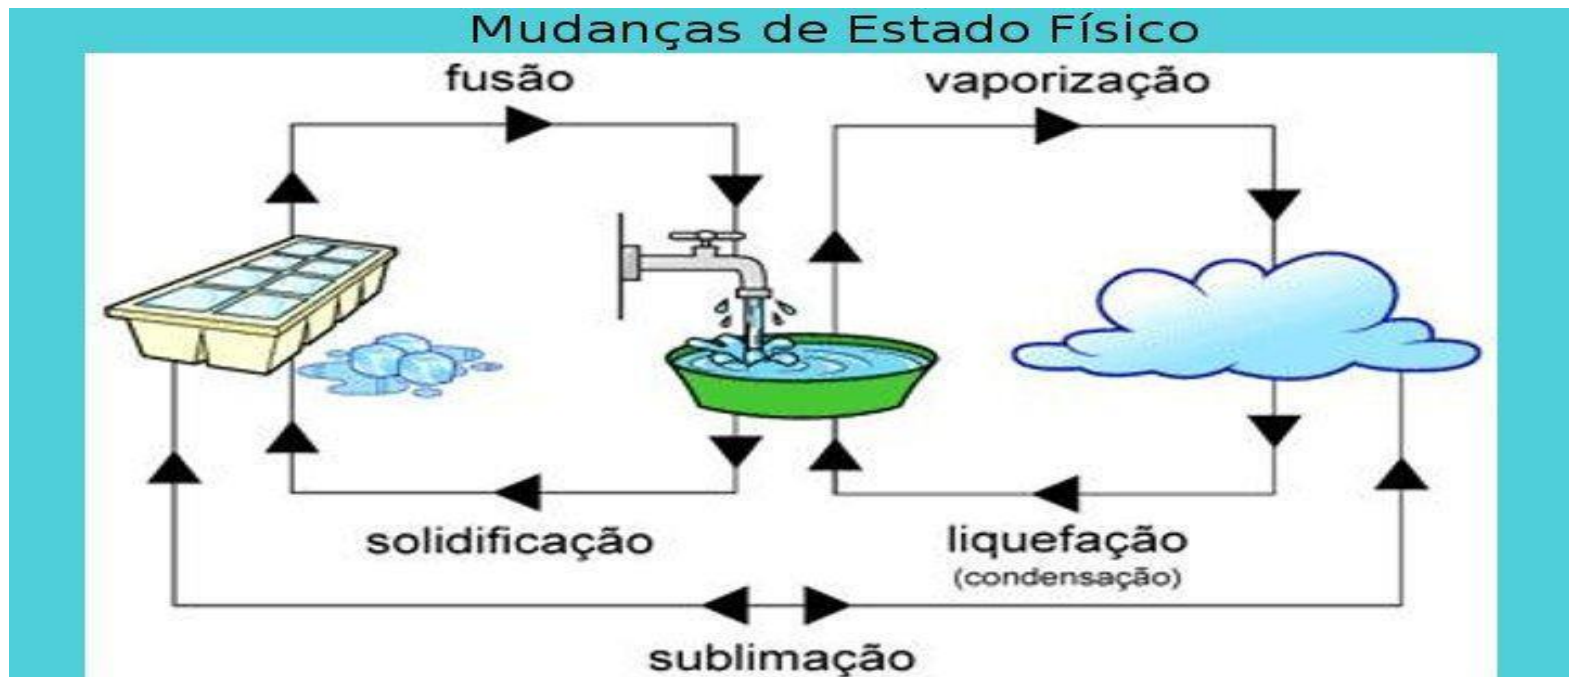 Mudanças de Estado Físico
fusão
vaporização
solidificação
liquefação
(condensação)
sublimação